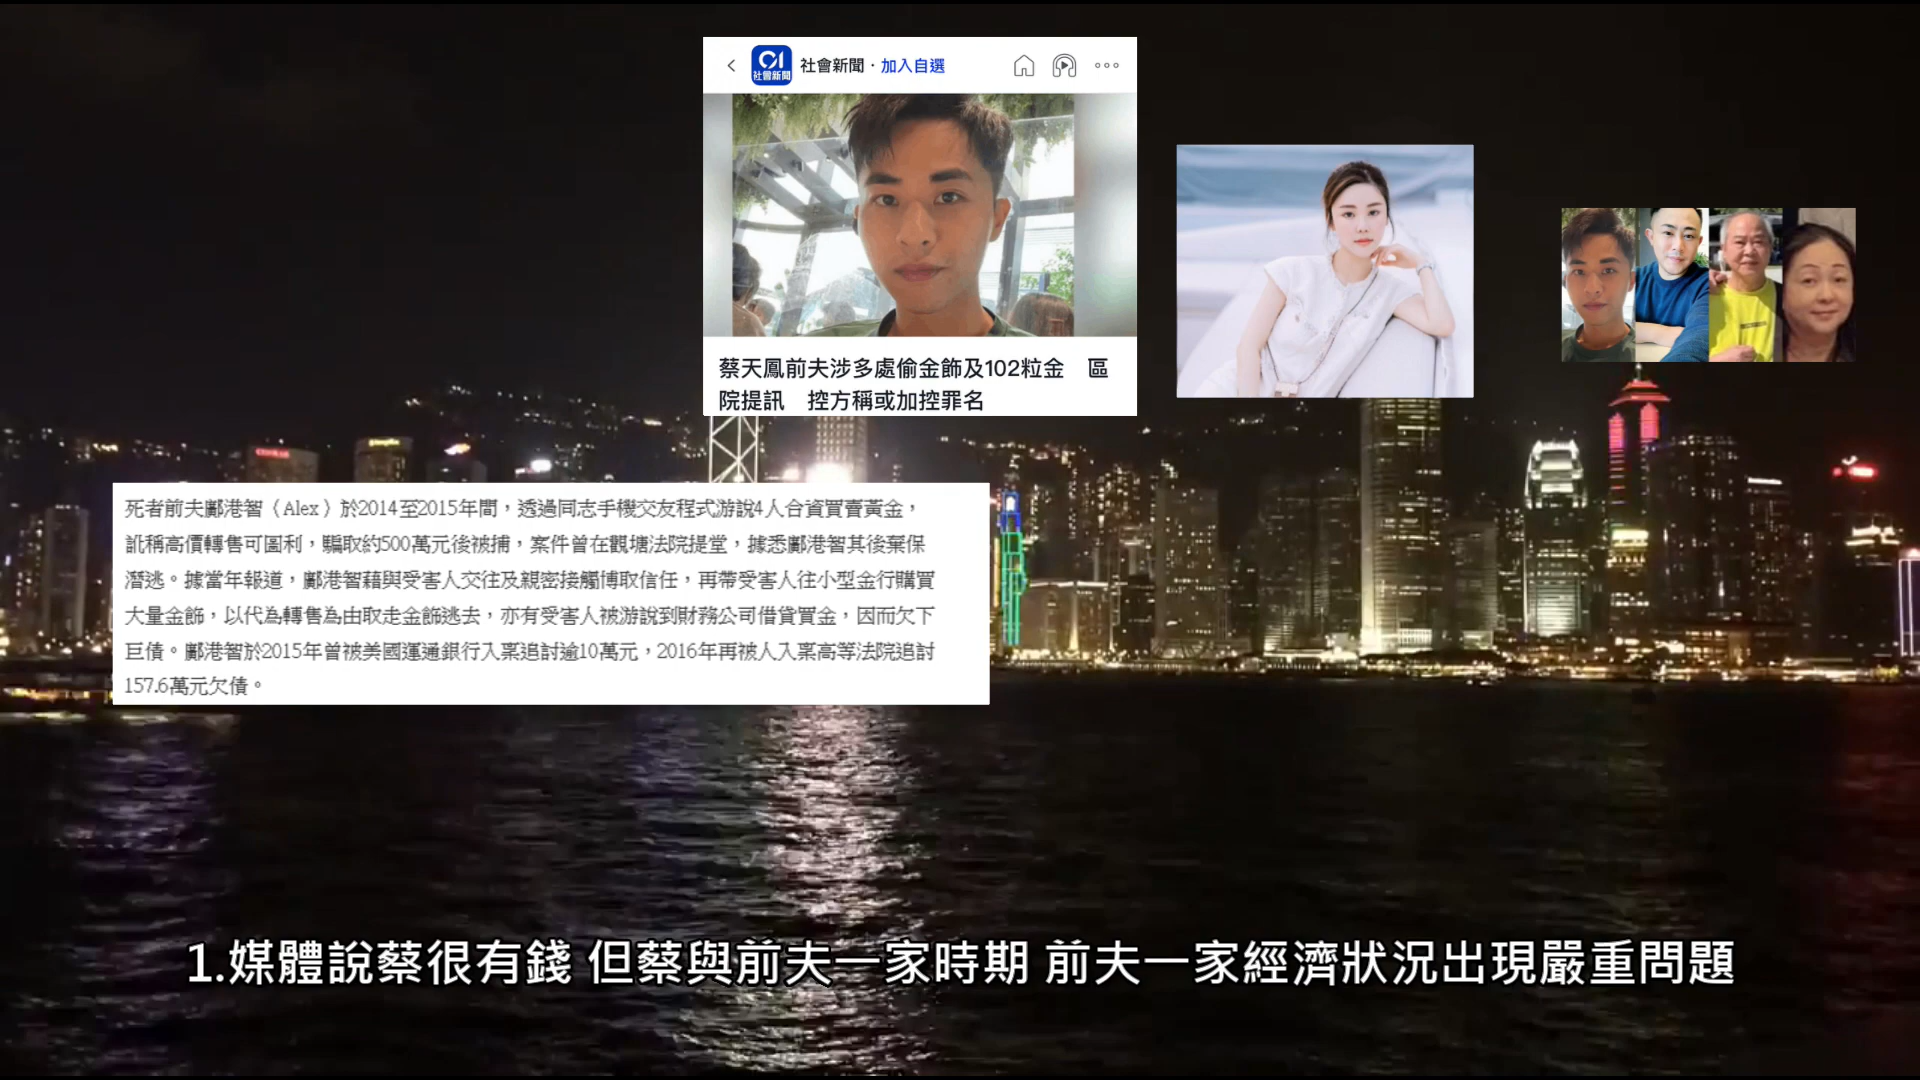 01
社會新聞
社會新聞·加入自選
蔡天鳳前夫涉多處偷金飾及102粒金　區
院提訊　控方稱或加控罪名
死者前夫鄺港智（Alex）於2014至2015年間，透過同志手機交友程式游說4人合資買賣黃金，
訛稱高價轉售可圖利，騙取約500萬元後被捕，案件曾在觀塘法院提堂，據悉鄺港智其後棄保
潛逃。據當年報道，鄺港智藉與受害人交往及親密接觸博取信任，再帶受害人往小型金行購買
大量金飾，以代為轉售為由取走金飾逃去，亦有受害人被游說到財務公司借貸買金，因而欠下
巨債。鄺港智於2015年曾被美國運通銀行入稟追討逾10萬元，2016年再被人入稟高等法院追討
157.6萬元欠債。
1.媒體說蔡很有錢 但蔡與前夫一家時期 前夫一家經濟狀況出現嚴重問題